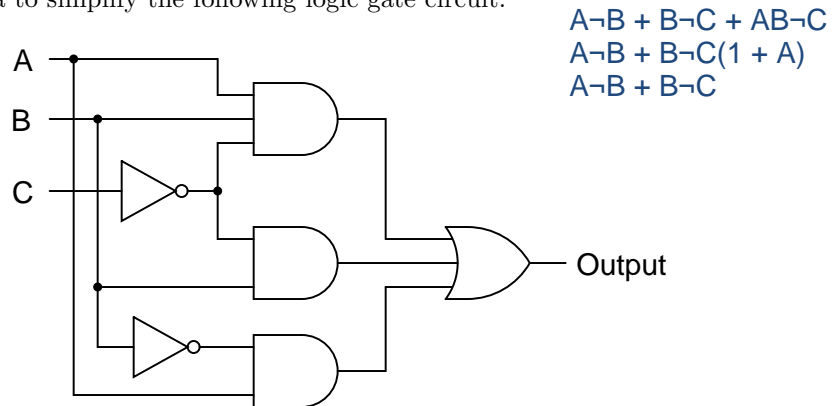 to simplify the following logic gate circuit.
A¬B + B¬C + AB¬C
A¬B + B¬C(1 + A)
A¬B + B¬C
A
B
C
Output